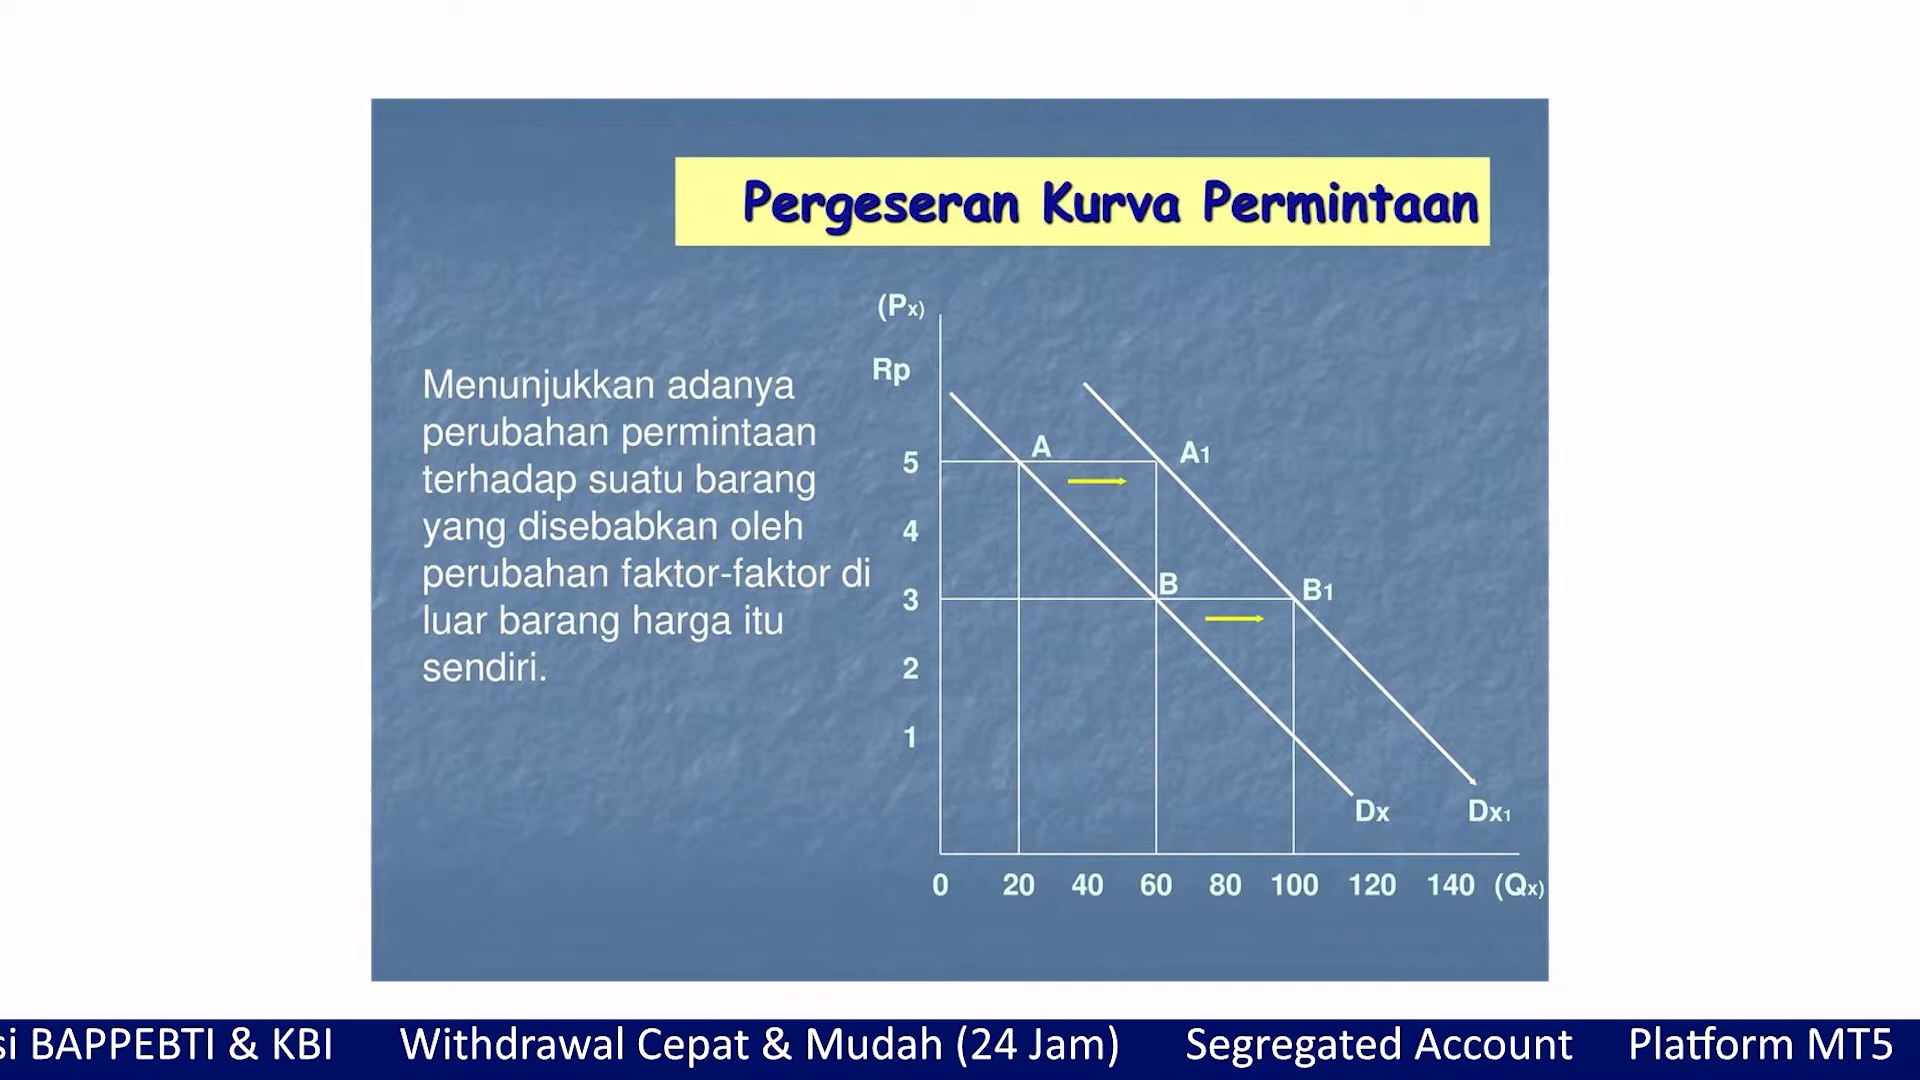 Pergeseran Kurva Permintaan
Menunjukkan adanya
perubahan permintaan
terhadap suatu barang
yang disebabkan oleh
perubahan faktor-faktor di
luar barang harga itu
sendiri.
(Px)
Rp
5
4
3
2
1
A
A1
B
B1
Dx
Dx1
0 20 40 60 80 100 120 140 (Qx)
si BAPPEBTI & KBI Withdrawal Cepat & Mudah (24 Jam) Segregated Account Platform MT5